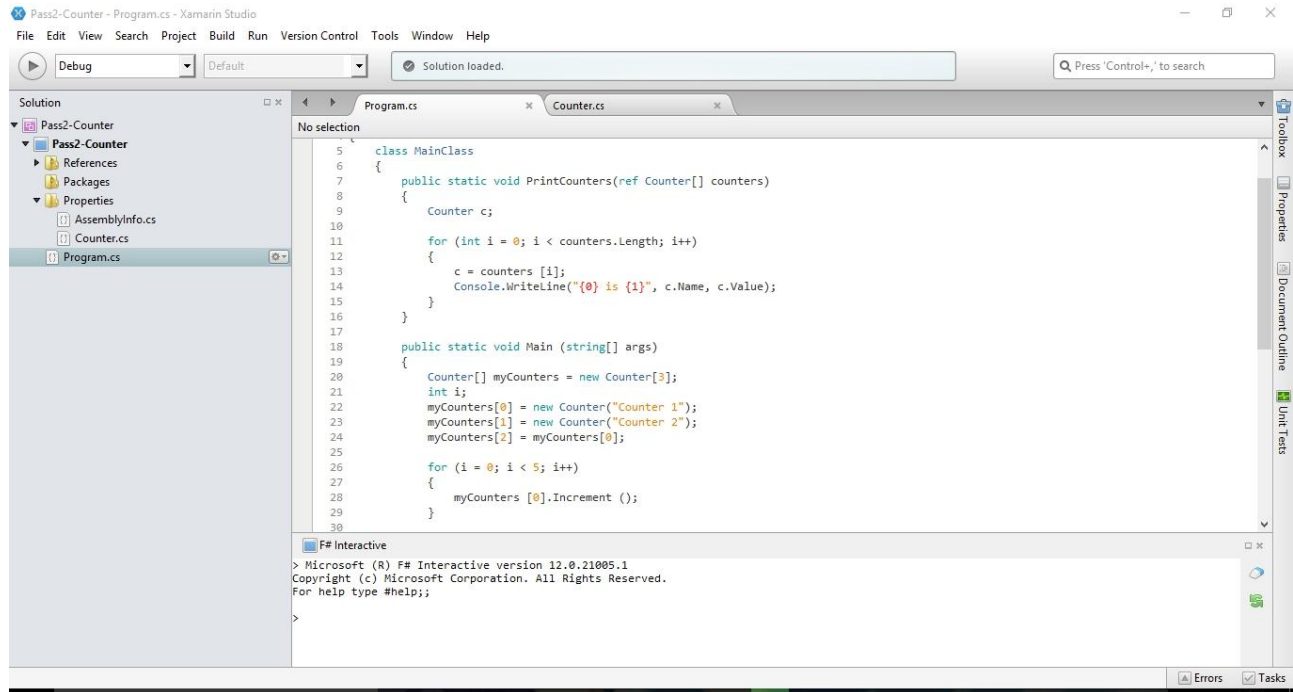 Pass2-Counter - Program.cs - Xamarin Studio
File Edit View Search Project Build Run Version Control Tools Window Help
Debug Default Solution loaded. Press 'Control+,' to search
Solution
Pass2-Counter
Pass2-Counter
References
Packages
Properties
AssemblyInfo.cs
Counter.cs
Program.cs
Program.cs Counter.cs
No selection
5 class MainClass
6 {
7 public static void PrintCounters(ref Counter[] counters)
8 {
9 Counter c;
10
11 for (int i = 0; i < counters.Length; i++)
12 {
13 c = counters [i];
14 Console.WriteLine("{0} is {1}", c.Name, c.Value);
15 }
16 }
17
18 public static void Main (string[] args)
19 {
20 Counter[] myCounters = new Counter[3];
21 int i;
22 myCounters[0] = new Counter("Counter 1");
23 myCounters[1] = new Counter("Counter 2");
24 myCounters[2] = myCounters[0];
25
26 for (i = 0; i < 5; i++)
27 {
28 myCounters [0].Increment ();
29 }
30
F# Interactive
> Microsoft (R) F# Interactive version 12.0.21005.1
Copyright (c) Microsoft Corporation. All Rights Reserved.
For help type #help;;
>
Toolbox
Properties
Document Outline
Unit Tests
Errors Tasks